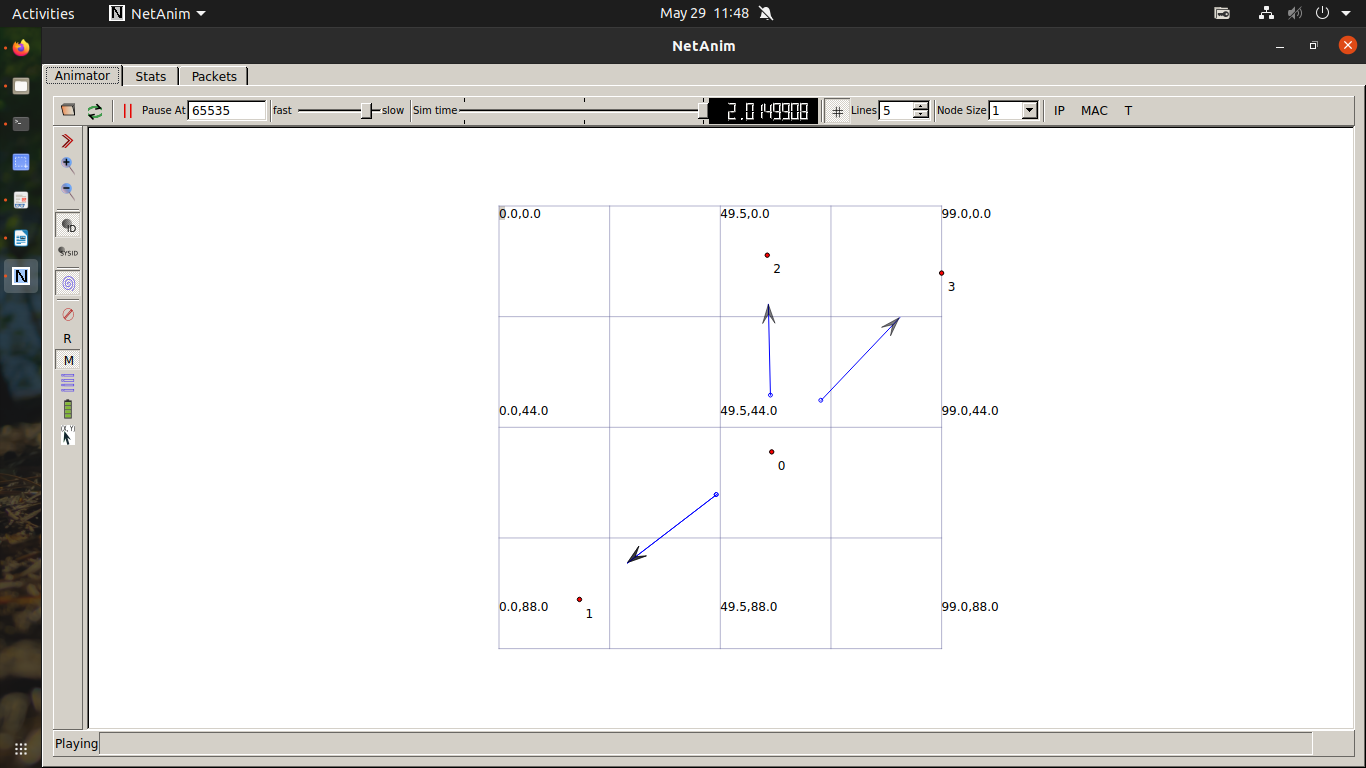 Activities NetAnim May 29 11:48
NetAnim
Animator Stats Packets
Pause At 65535 fast slow Sim time 2.0149908 Lines 5 Node Size 1 IP MAC T
ID
SYSID
R
M
(X,Y)
0.0,0.0 49.5,0.0 99.0,0.0
2
3
0.0,44.0 49.5,44.0 99.0,44.0
0
0.0,88.0 49.5,88.0 99.0,88.0
1
Playing